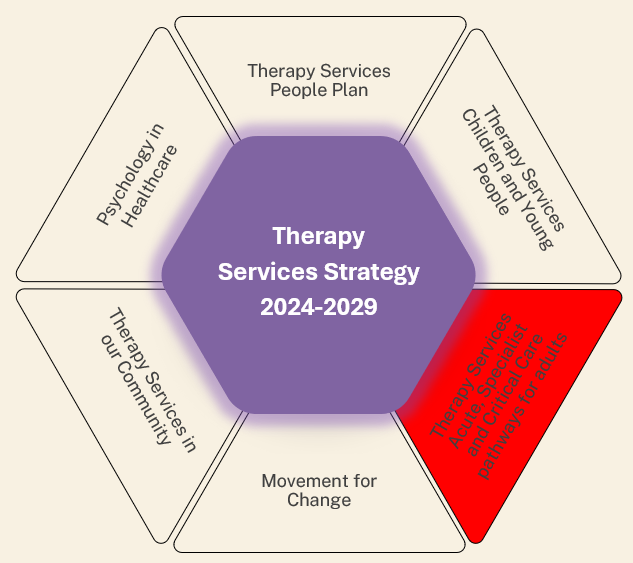 Therapy Services
People Plan
Therapy Services
Children and Young
People
Therapy Services
Acute, Specialist
and Critical Care
pathways for adults
Movement for
Change
Therapy Services in
our Community
Psychology in
Healthcare
Therapy
Services Strategy
2024-2029